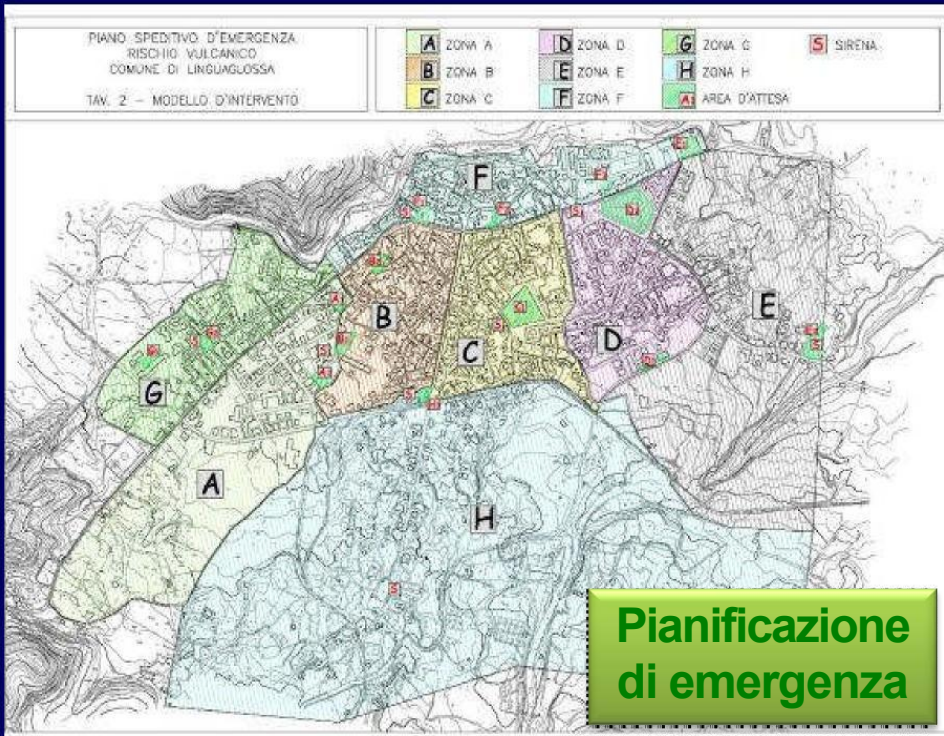 PIANO SPEDITIVO D'EMERGENZA
RISCHIO VULCANICO
COMUNE DI LINGUAGLOSSA
TAV. 2 – MODELLO D'INTERVENTO
A ZONA A
B ZONA B
C ZONA C
D ZONA D
E ZONA E
F ZONA F
G ZONA G
H ZONA H
A1 AREA D'ATTESA
S SIRENA
F
E
B
C
D
G
A
H
S
Pianificazione
di emergenza